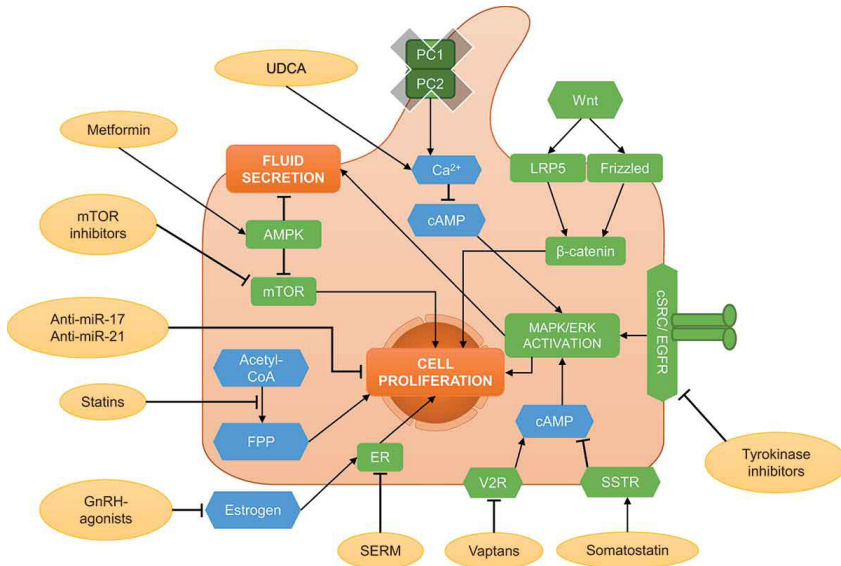 PC1
PC2
UDCA
Wnt
Metformin
FLUID
SECRETION
Ca2+
LRP5
Frizzled
cAMP
mTOR
inhibitors
AMPK
β-catenin
mTOR
cSRC/ EGFR
Anti-miR-17
Anti-miR-21
MAPK/ERK
ACTIVATION
Acetyl-
CoA
CELL
PROLIFERATION
Statins
cAMP
FPP
ER
Tyrokinase
inhibitors
V2R
SSTR
GnRH-
agonists
Estrogen
SERM
Vaptans
Somatostatin